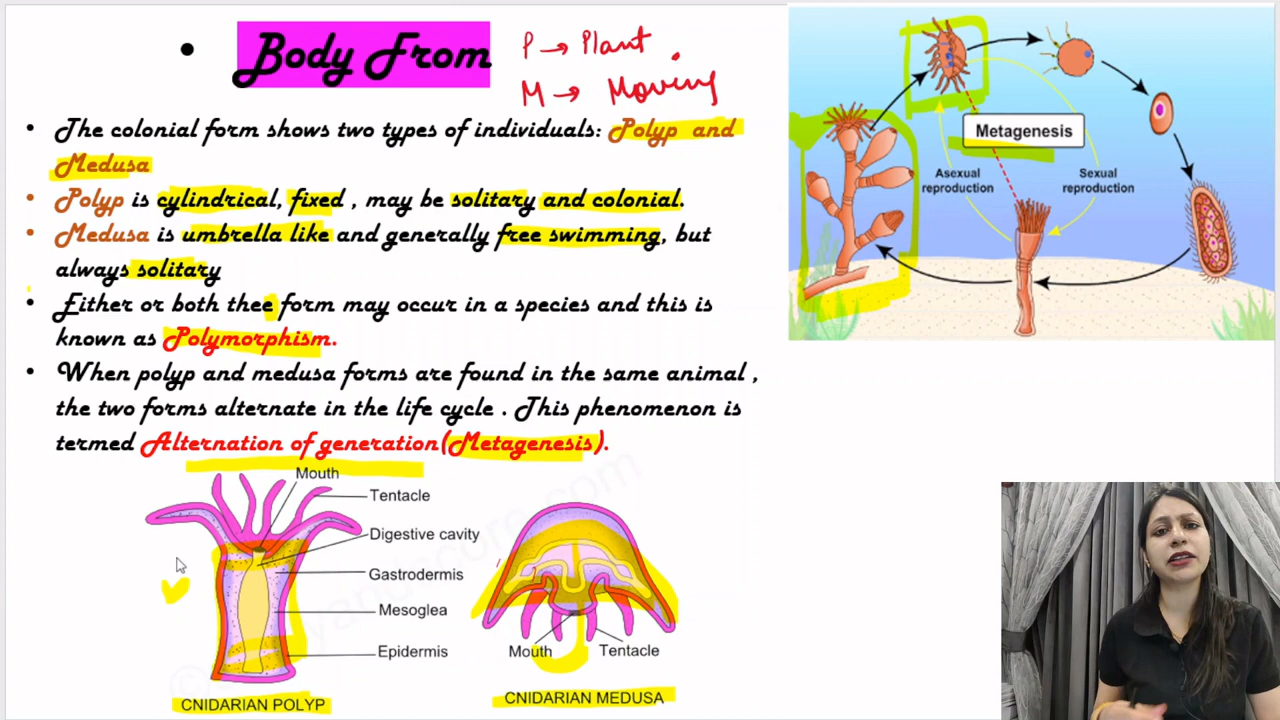 • Body From
P → Plant
M → Moving
• The colonial form shows two types of individuals: Polyp and
Medusa
• Polyp is cylindrical, fixed , may be solitary and colonial.
• Medusa is umbrella like and generally free swimming, but
always solitary
• Either or both thee form may occur in a species and this is
known as Polymorphism.
• When polyp and medusa forms are found in the same animal ,
the two forms alternate in the life cycle . This phenomenon is
termed Alternation of generation(Metagenesis).
Metagenesis
Asexual
reproduction
Sexual
reproduction
Mouth
Tentacle
Digestive cavity
Gastrodermis
Mesoglea
Epidermis
CNIDARIAN POLYP
Mouth
Tentacle
CNIDARIAN MEDUSA